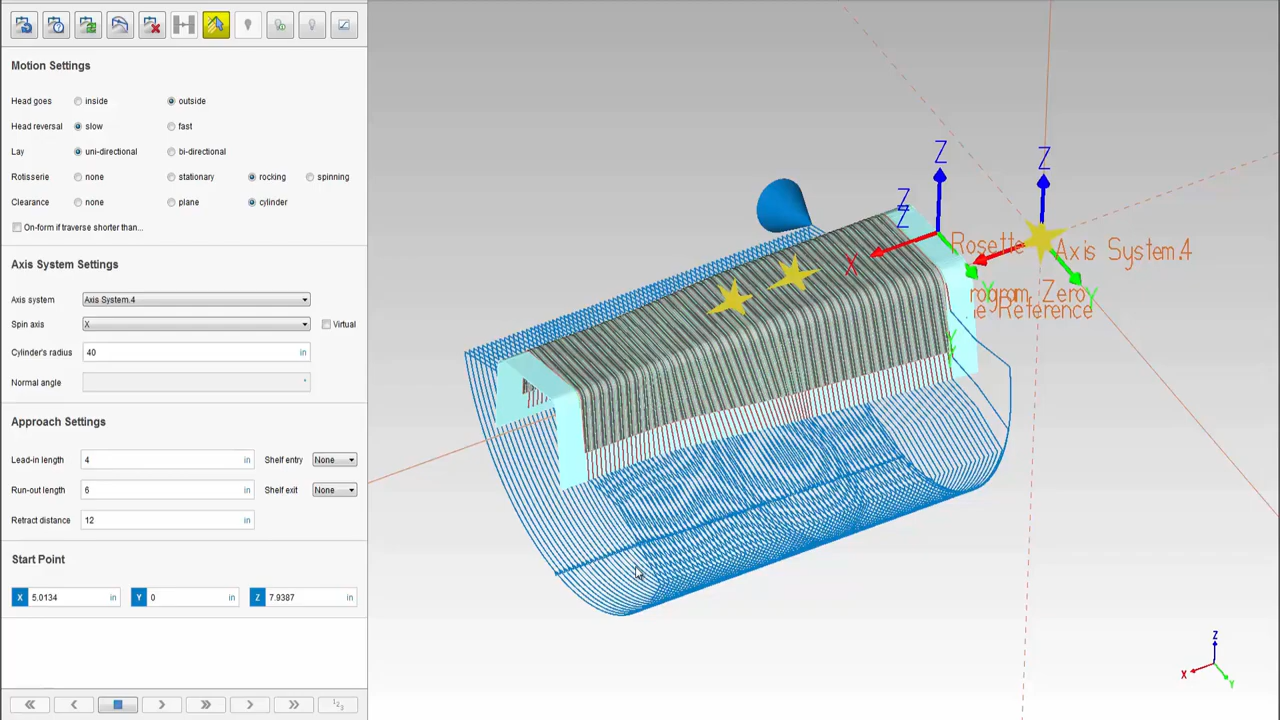 Motion Settings
Head goes inside outside
Head reversal slow fast
Lay uni-directional bi-directional
Rotisserie none stationary rocking spinning
Clearance none plane cylinder
On-form if traverse shorter than...
Axis System Settings
Axis system Axis System.4
Spin axis X Virtual
Cylinder's radius 40 in
Normal angle °
Approach Settings
Lead-in length 4 in Shelf entry None
Run-out length 6 in Shelf exit None
Retract distance 12 in
Start Point
X 5.0134 in Y 0 in Z 7.9387 in
Z Z
Z
Z
Rosette Axis System.4
X
Y Y
rogram Zero
e Reference
Y
Z
X
Y